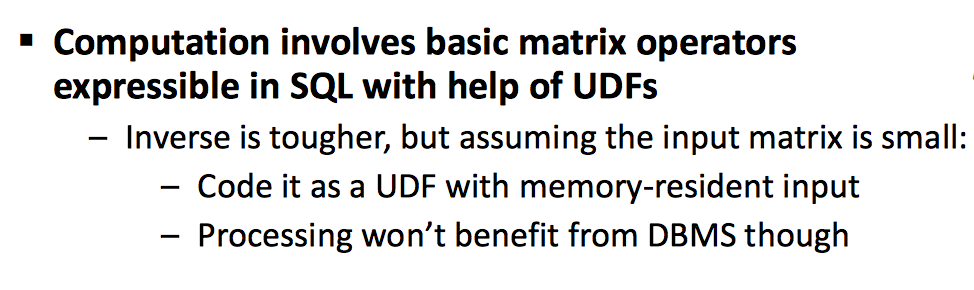 ▪ Computation involves basic matrix operators
expressible in SQL with help of UDFs
– Inverse is tougher, but assuming the input matrix is small:
– Code it as a UDF with memory-resident input
– Processing won’t benefit from DBMS though